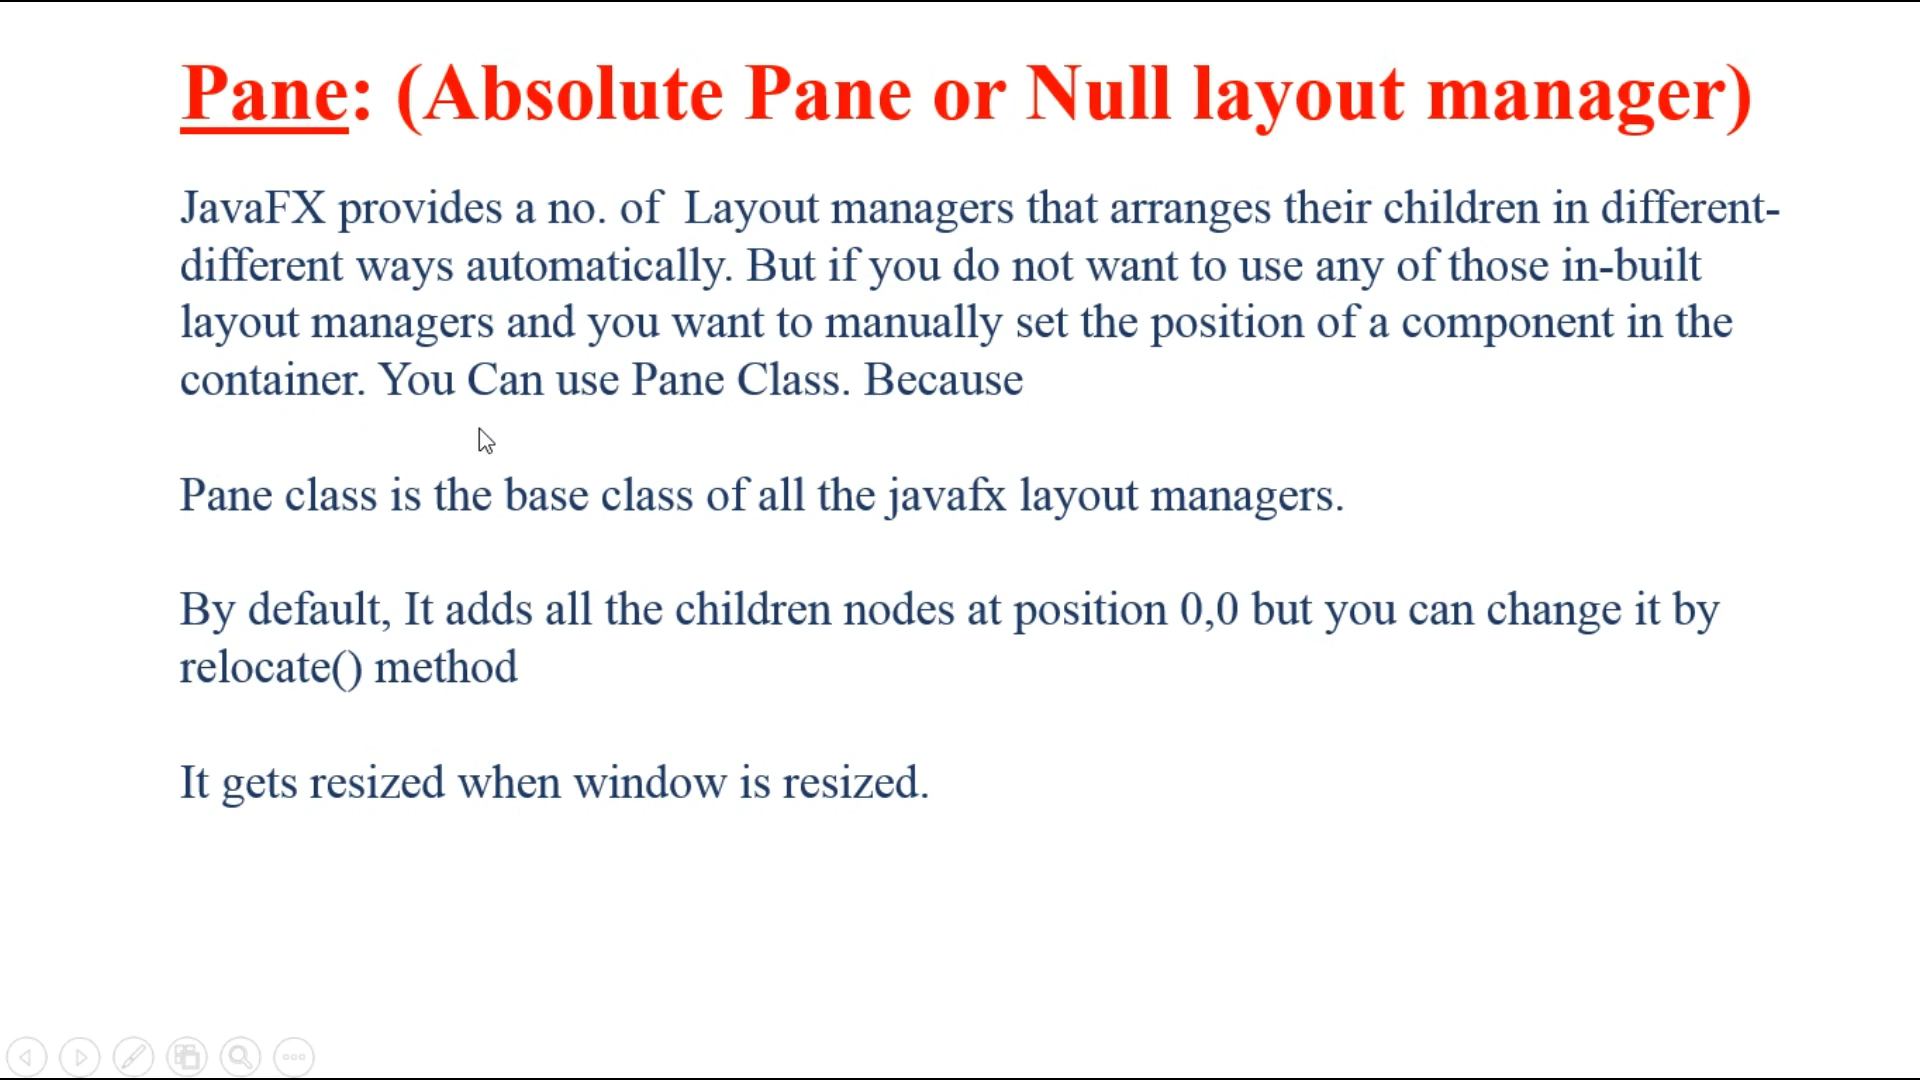 Pane: (Absolute Pane or Null layout manager)
JavaFX provides a no. of  Layout managers that arranges their children in different-
different ways automatically. But if you do not want to use any of those in-built
layout managers and you want to manually set the position of a component in the
container. You Can use Pane Class. Because
Pane class is the base class of all the javafx layout managers.
By default, It adds all the children nodes at position 0,0 but you can change it by
relocate() method
It gets resized when window is resized.